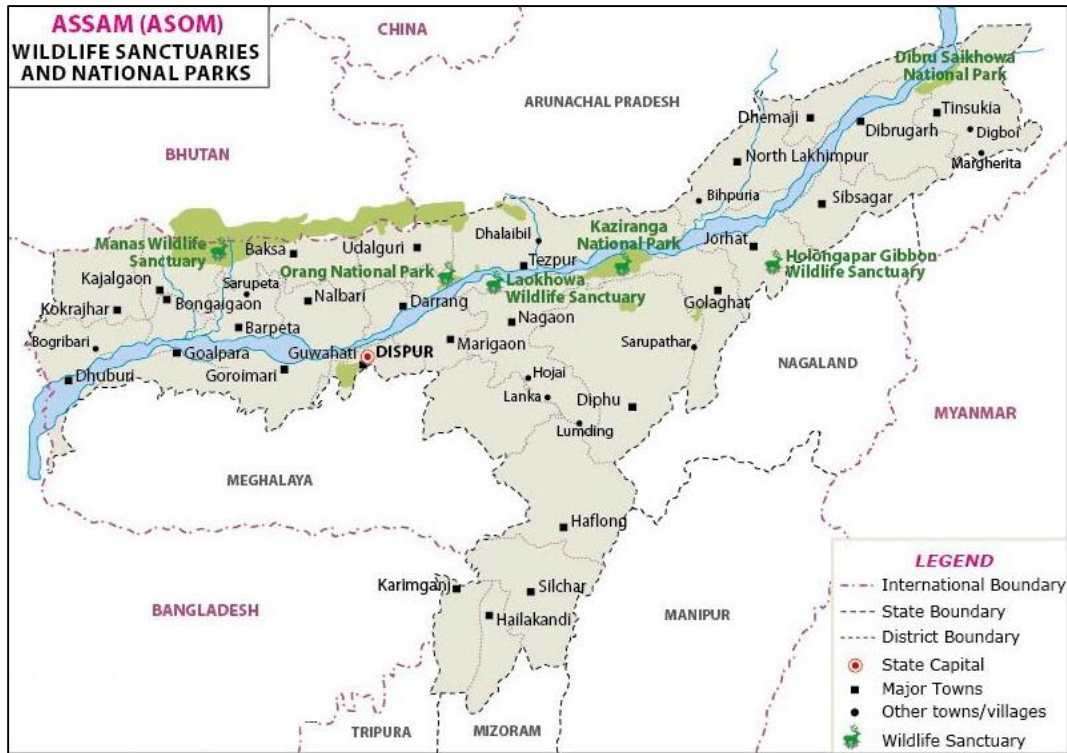 ASSAM (ASOM)
WILDLIFE SANCTUARIES
AND NATIONAL PARKS
CHINA
Dibru Saikhowa
National Park
ARUNACHAL PRADESH
Dhemaji
Tinsukia
Dibrugarh
Digboi
BHUTAN
North Lakhimpur
Margherita
Bihpuria
Sibsagar
Kaziranga
National Park
Dhalaibil
Jorhat
Manas Wildlife
Sanctuary
Baksa
Udalguri
Tezpur
Holongapar Gibbon
Wildlife Sanctuary
Orang National Park
Laokhowa
Wildlife Sanctuary
Kajalgaon
Sarupeta
Bongaigaon
Nalbari
Darrang
Golaghat
Kokrajhar
Barpeta
Nagaon
Bogribari
Goalpara
Guwahati
DISPUR
Marigaon
Sarupathar
Goroimari
NAGALAND
Dhuburi
Hojai
Lanka
Diphu
MYANMAR
Lumding
MEGHALAYA
Haflong
LEGEND
International Boundary
State Boundary
District Boundary
State Capital
Major Towns
Other towns/villages
Wildlife Sanctuary
Karimganj
Silchar
BANGLADESH
Hailakandi
MANIPUR
TRIPURA
MIZORAM